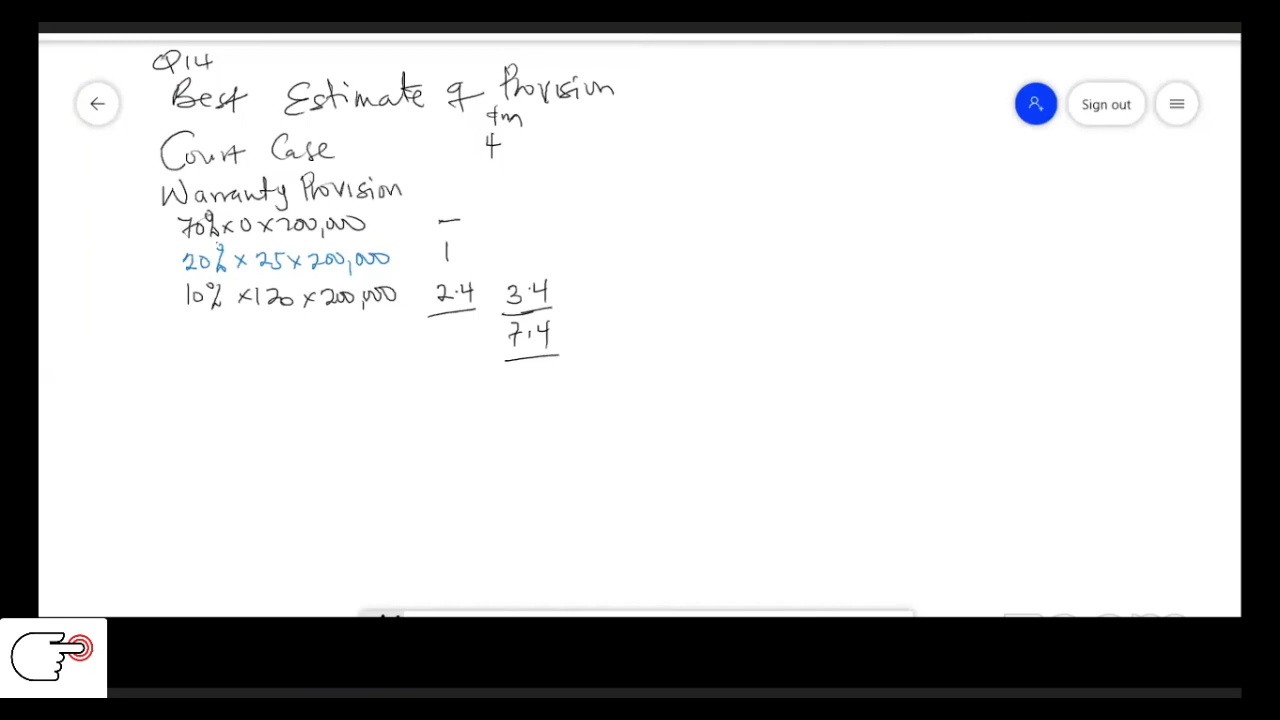 QP14
Best Estimate of Provision
Court Case 4
Warranty Provision
70% x 0 x 200,000 —
20% x 25 x 200,000 1
10% x 120 x 200,000 2.4 3.4
7.4
Sign out